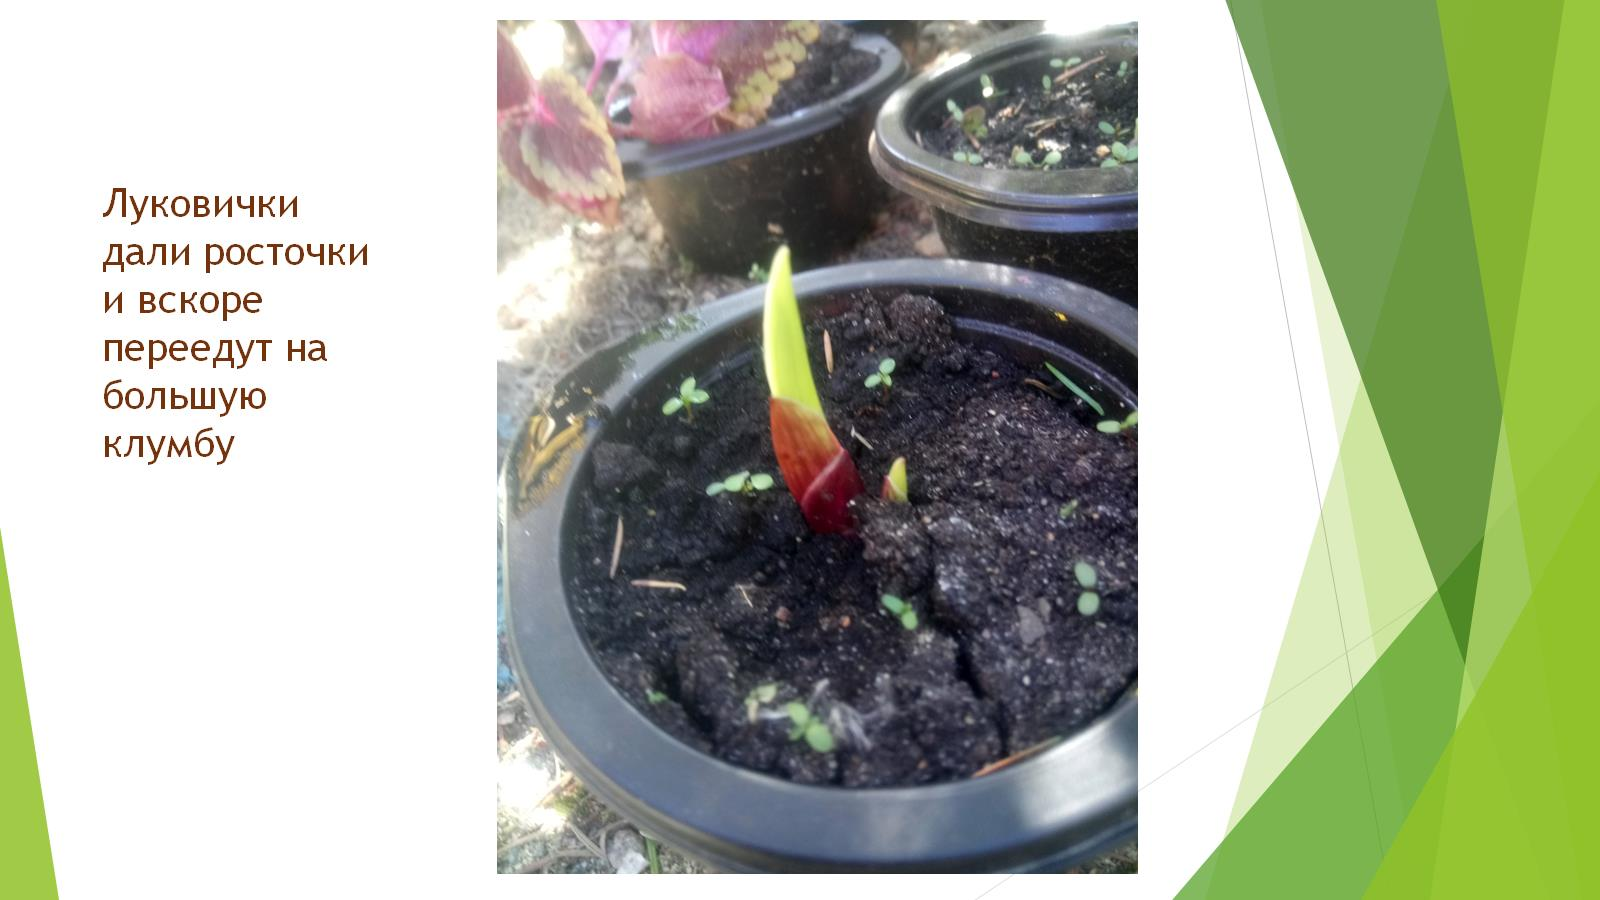 Луковички
дали росточки
и вскоре
переедут на
большую
клумбу